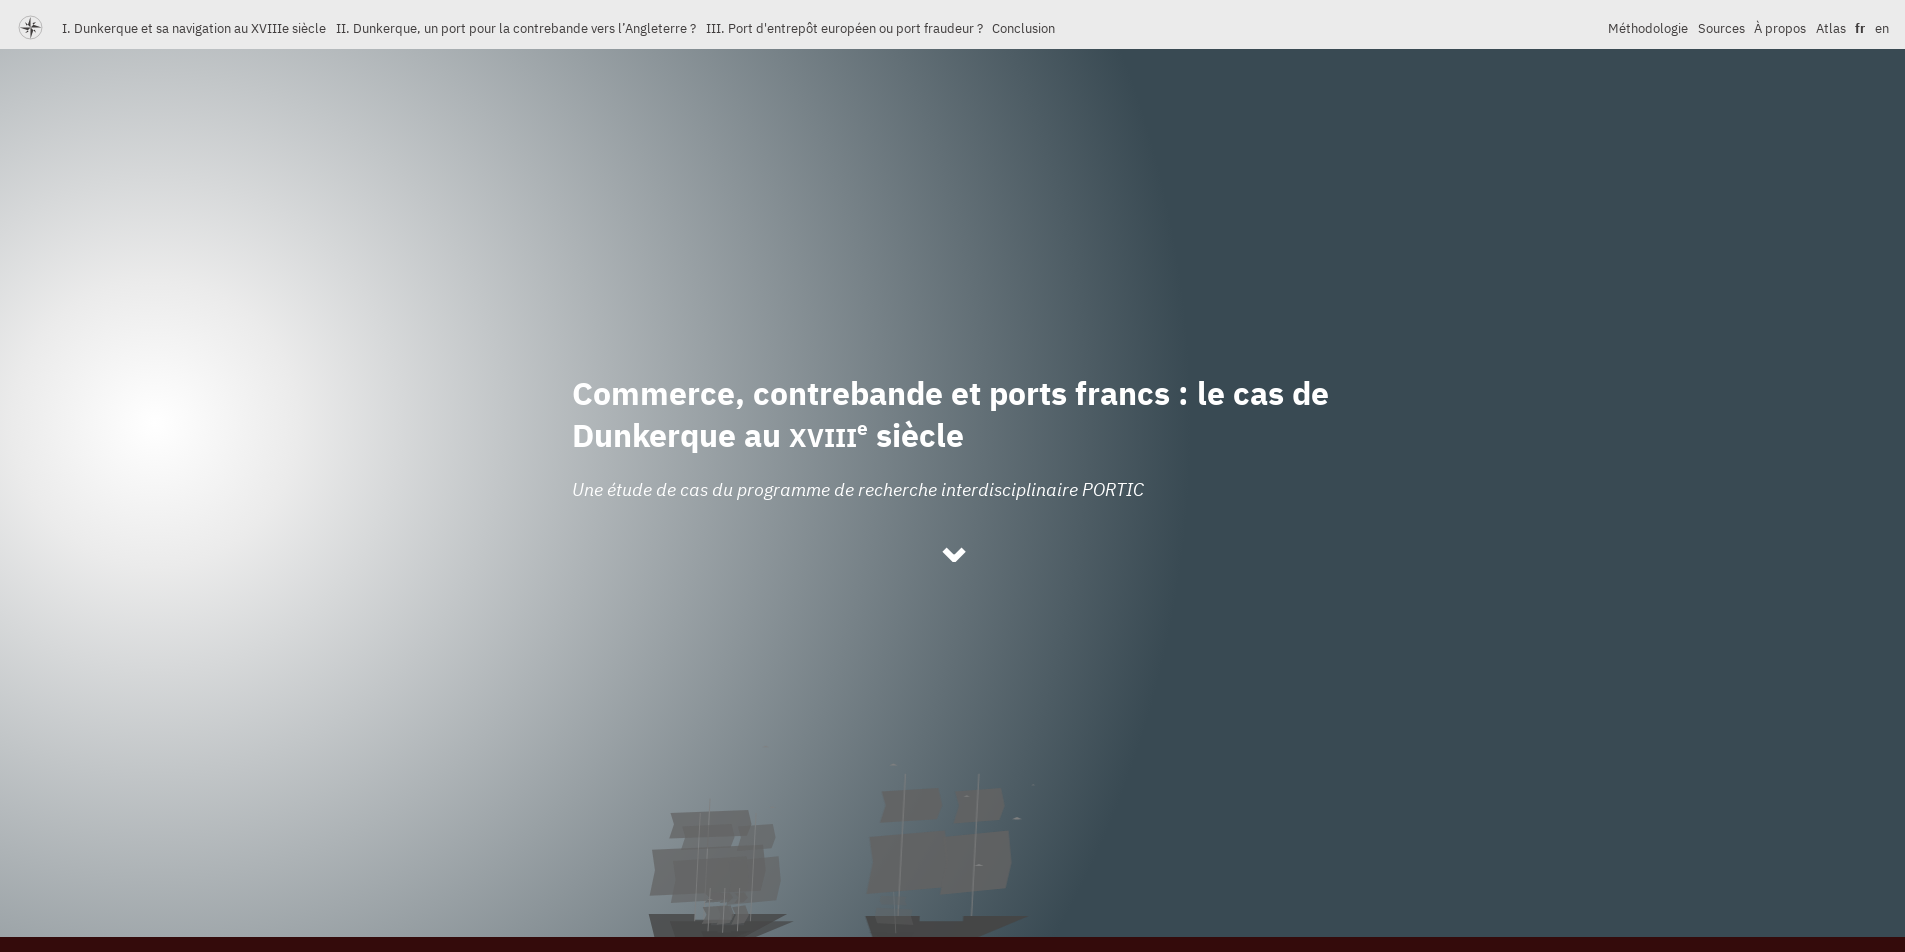 I. Dunkerque et sa navigation au XVIIIe siècle II. Dunkerque, un port pour la contrebande vers l’Angleterre ? III. Port d'entrepôt européen ou port fraudeur ? Conclusion Méthodologie Sources À propos Atlas fr en
Commerce, contrebande et ports francs : le cas de
Dunkerque au XVIIIe siècle
Une étude de cas du programme de recherche interdisciplinaire PORTIC